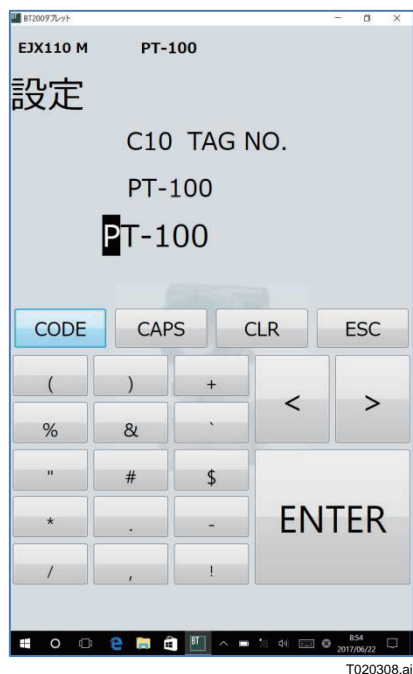 BT200タブレット
EJX110 M PT-100
設定
C10 TAG NO.
PT-100
PT-100
CODE CAPS CLR ESC
( ) +
< >
% & `
" # $
ENTER
* . -
/ , !
BT
8:54
2017/06/22
T020308.ai